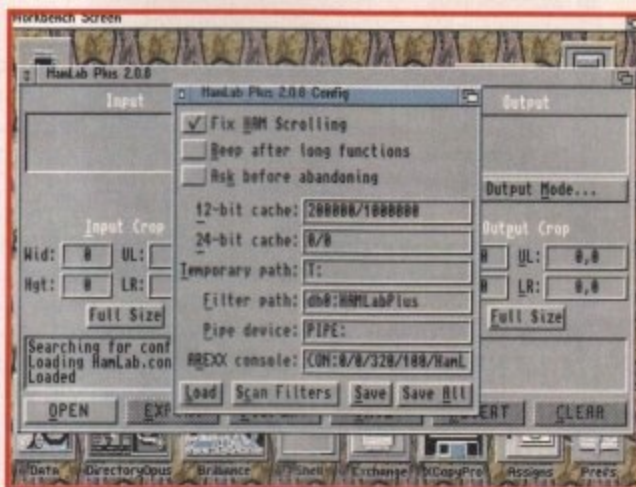 Workbench Screen
HamLab Plus 2.0.8
Input
Output
HamLab Plus 2.0.8 Config
Fix HAM Scrolling
Beep after long functions
Ask before abandoning
12-bit cache: 200000/1000000
24-bit cache: 0/0
Temporary path: T:
Filter path: dh0:HAMLabPlus
Pipe device: PIPE:
AREXX console: CON:0/0/320/100/HamL
Load Scan Filters Save Save All
Output Mode...
Input Crop
Output Crop
Wid: 0 UL:
UL: 0,0
Hgt: 0 LR:
LR: 0,0
Full Size
Full Size
Searching for conf
Loading HamLab.con
Loaded
OPEN
CLEAR
Data DirectoryOpus Brilliance Shell Exchange XCopyPro Assigns Prefs